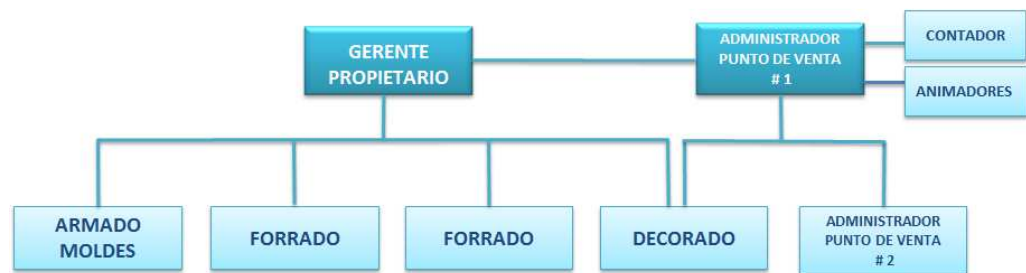 GERENTE
PROPIETARIO
ADMINISTRADOR
PUNTO DE VENTA
# 1
CONTADOR
ANIMADORES
ARMADO
MOLDES
FORRADO
FORRADO
DECORADO
ADMINISTRADOR
PUNTO DE VENTA
# 2